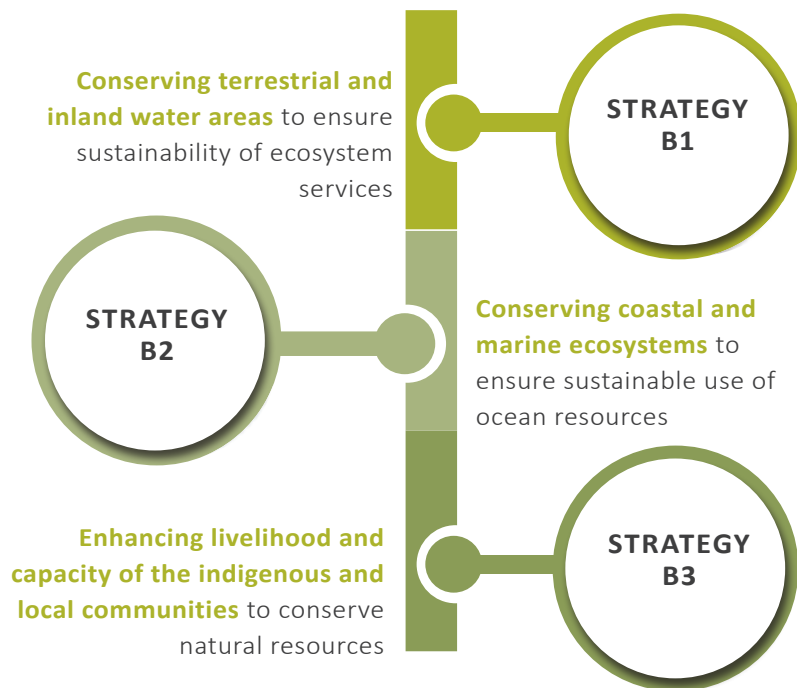 Conserving terrestrial and
inland water areas to ensure
sustainability of ecosystem
services
STRATEGY
B1
STRATEGY
B2
Conserving coastal and
marine ecosystems to
ensure sustainable use of
ocean resources
Enhancing livelihood and
capacity of the indigenous and
local communities to conserve
natural resources
STRATEGY
B3